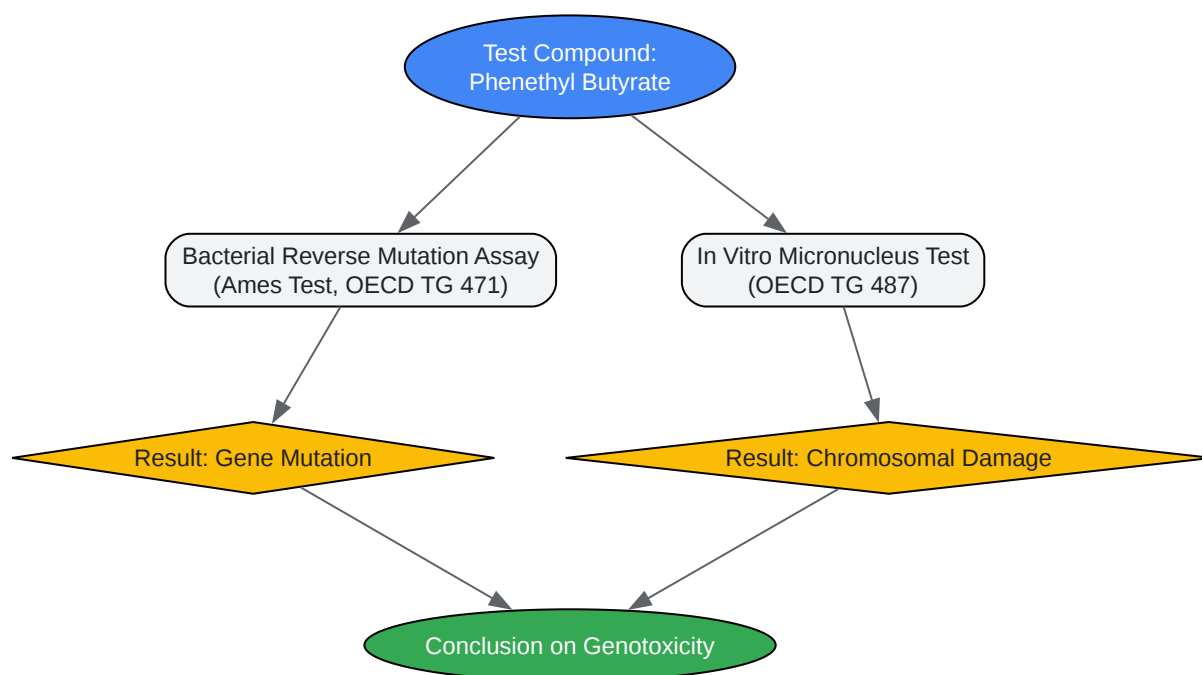 Test Compound:
Phenethyl Butyrate
Bacterial Reverse Mutation Assay
(Ames Test, OECD TG 471)
In Vitro Micronucleus Test
(OECD TG 487)
Result: Gene Mutation
Result: Chromosomal Damage
Conclusion on Genotoxicity